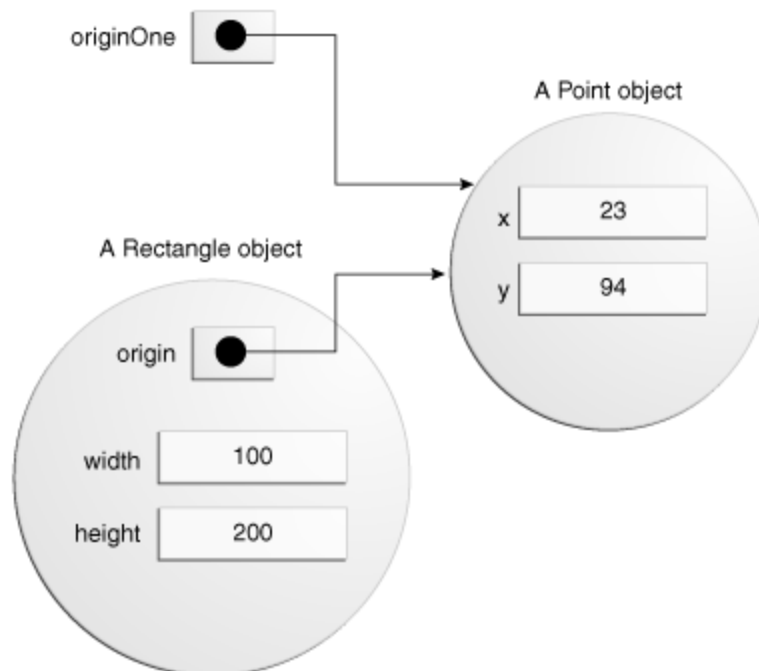 originOne
A Point object
x 23
y 94
A Rectangle object
origin
width 100
height 200